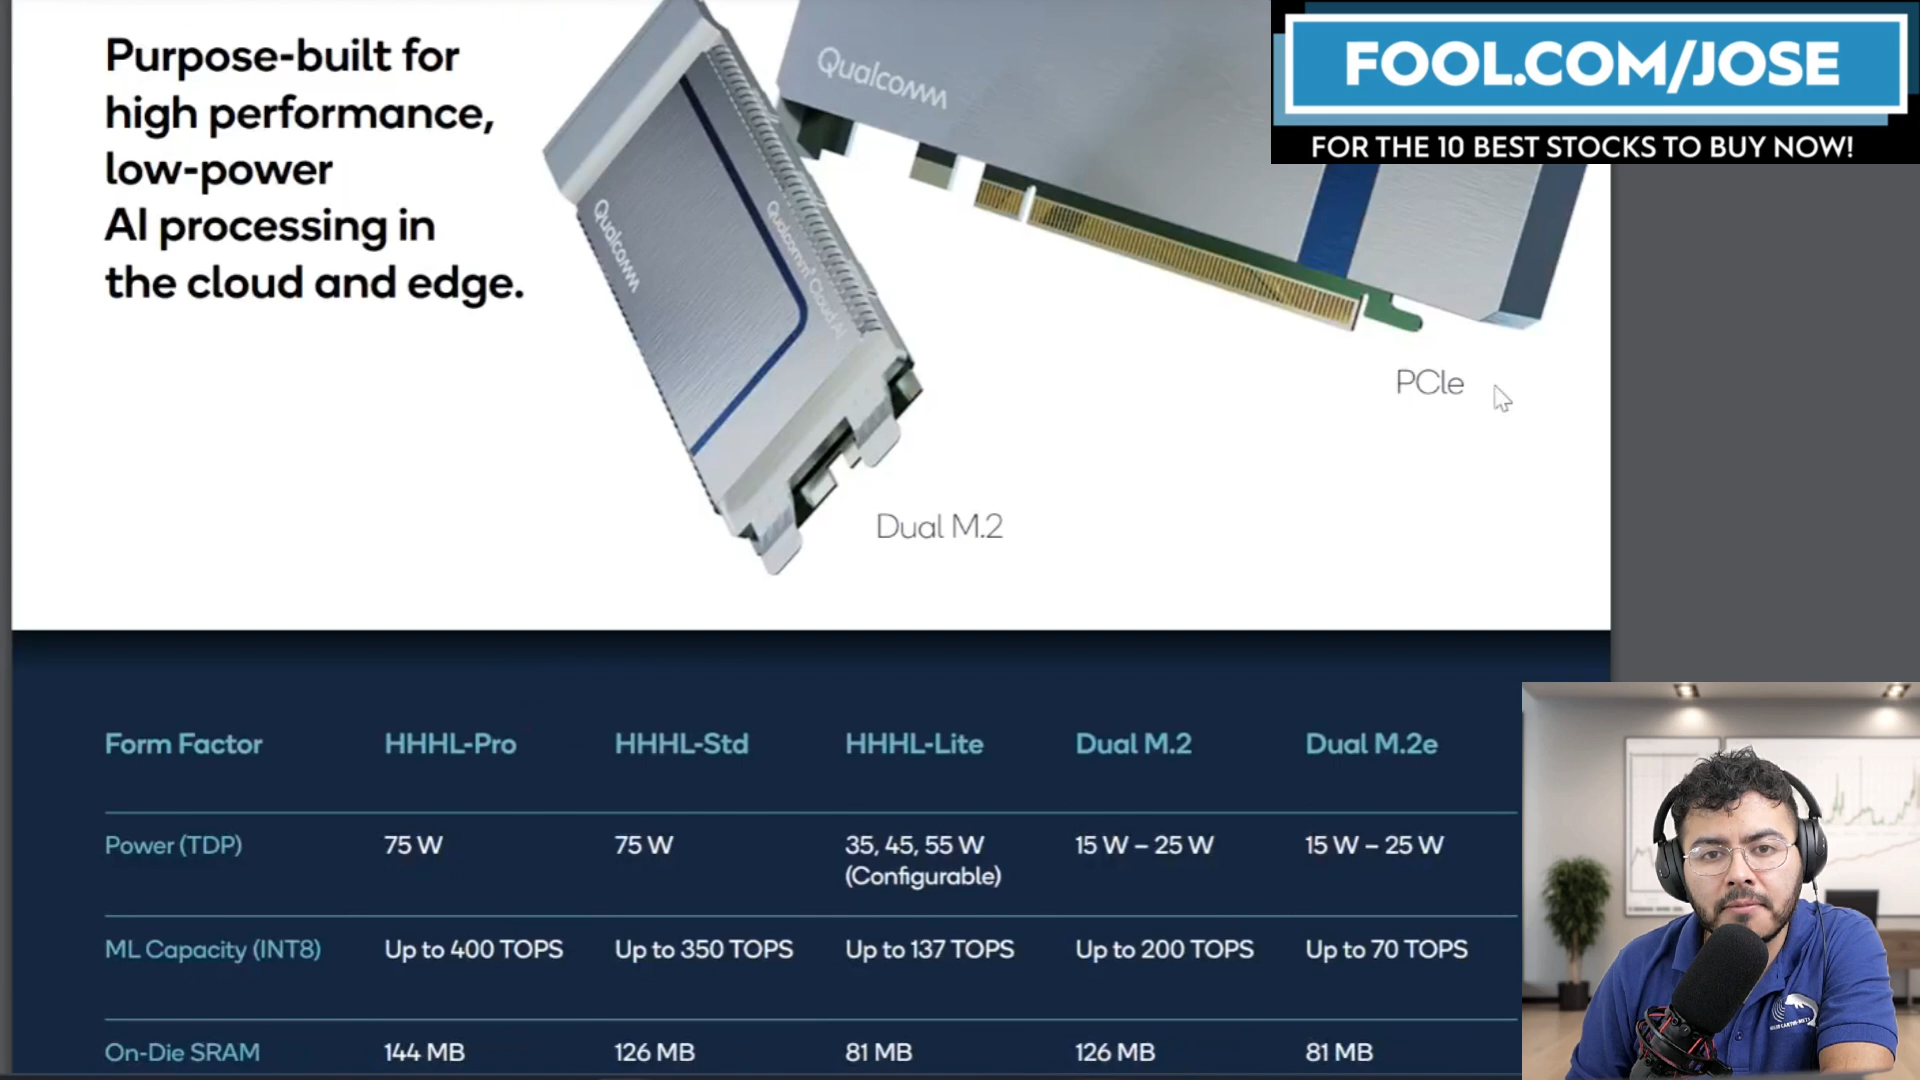 Purpose-built for
high performance,
low-power
AI processing in
the cloud and edge.
Qualcomm
Qualcomm
Qualcomm® Cloud AI
FOOL.COM/JOSE
FOR THE 10 BEST STOCKS TO BUY NOW!
PCIe
Dual M.2
Form Factor HHHL-Pro HHHL-Std HHHL-Lite Dual M.2 Dual M.2e
Power (TDP) 75 W 75 W 35, 45, 55 W 15 W – 25 W 15 W – 25 W
(Configurable)
ML Capacity (INT8) Up to 400 TOPS Up to 350 TOPS Up to 137 TOPS Up to 200 TOPS Up to 70 TOPS
On-Die SRAM 144 MB 126 MB 81 MB 126 MB 81 MB